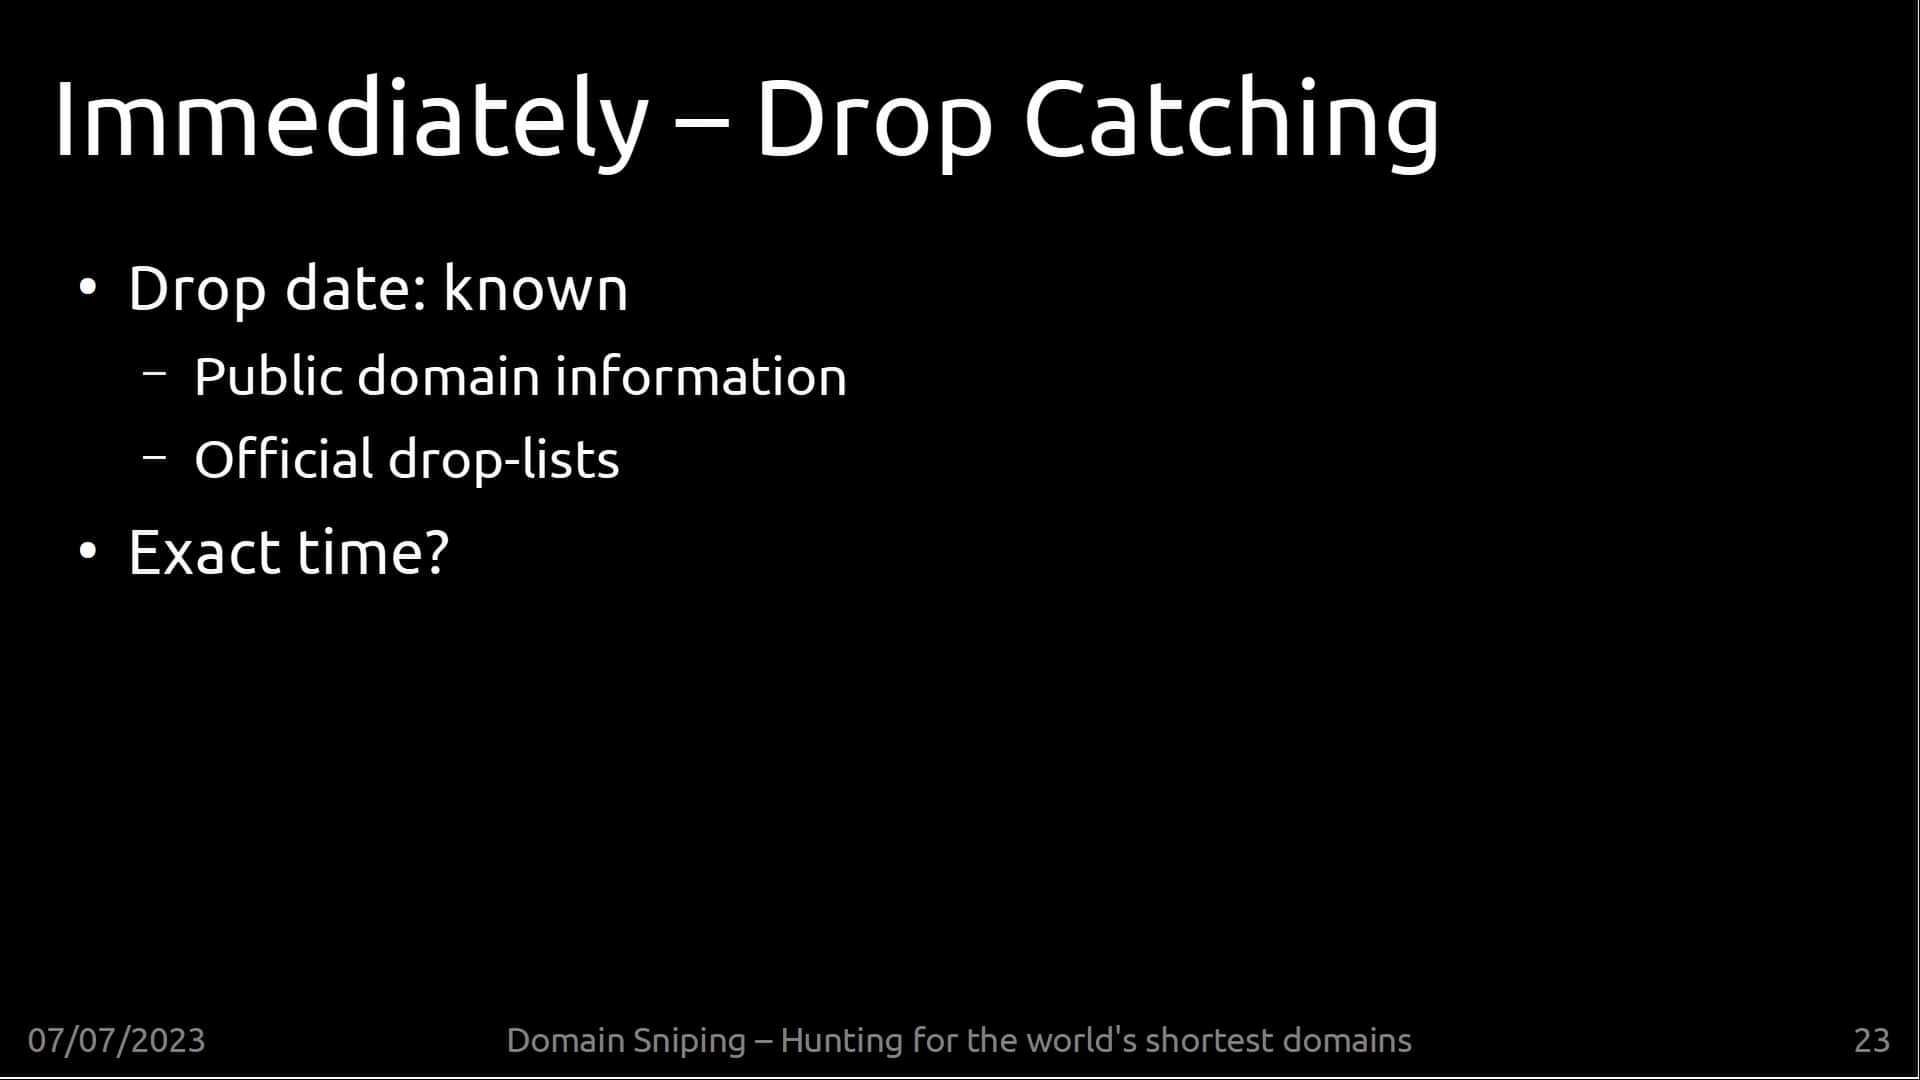 Immediately – Drop Catching
• Drop date: known
– Public domain information
– Official drop-lists
• Exact time?
07/07/2023
Domain Sniping – Hunting for the world's shortest domains
23